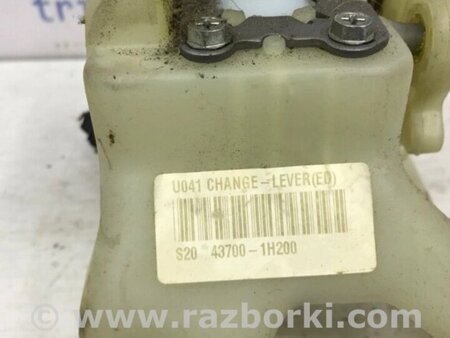 U041 CHANGE-LEVER(ED)
S20 43700-1H200
www.razborki.com